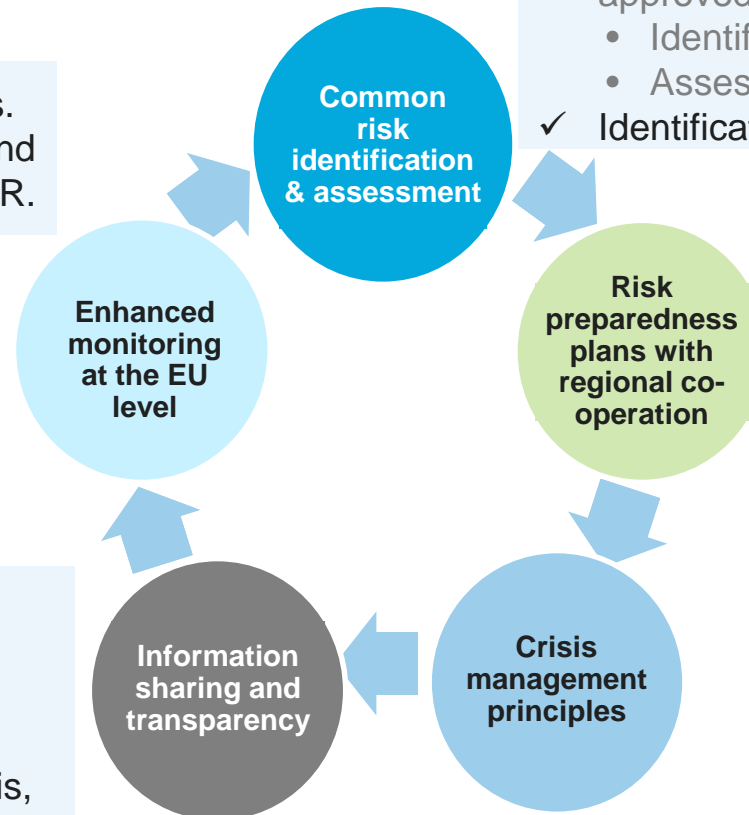 approved
• Identif
• Asses
✓ Identificat
s.
nd
R.
Common
risk
identification
& assessment
Enhanced
monitoring
at the EU
level
Risk
preparedness
plans with
regional co-
operation
Information
sharing and
transparency
Crisis
management
principles
is,